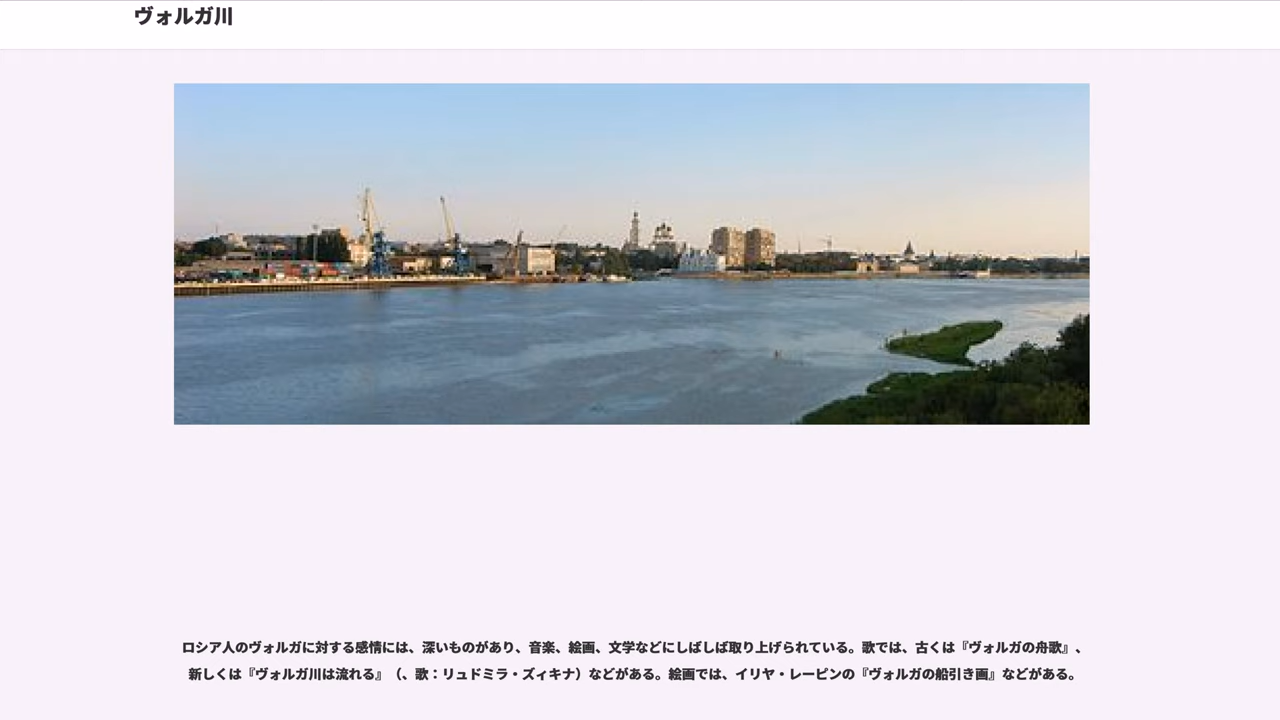 ヴォルガ川
ロシア人のヴォルガに対する感情には、深いものがあり、音楽、絵画、文学などにしばしば取り上げられている。歌では、古くは『ヴォルガの舟歌』、
新しくは『ヴォルガ川は流れる』（、歌：リュドミラ・ズィキナ）などがある。絵画では、イリヤ・レーピンの『ヴォルガの船引き画』などがある。